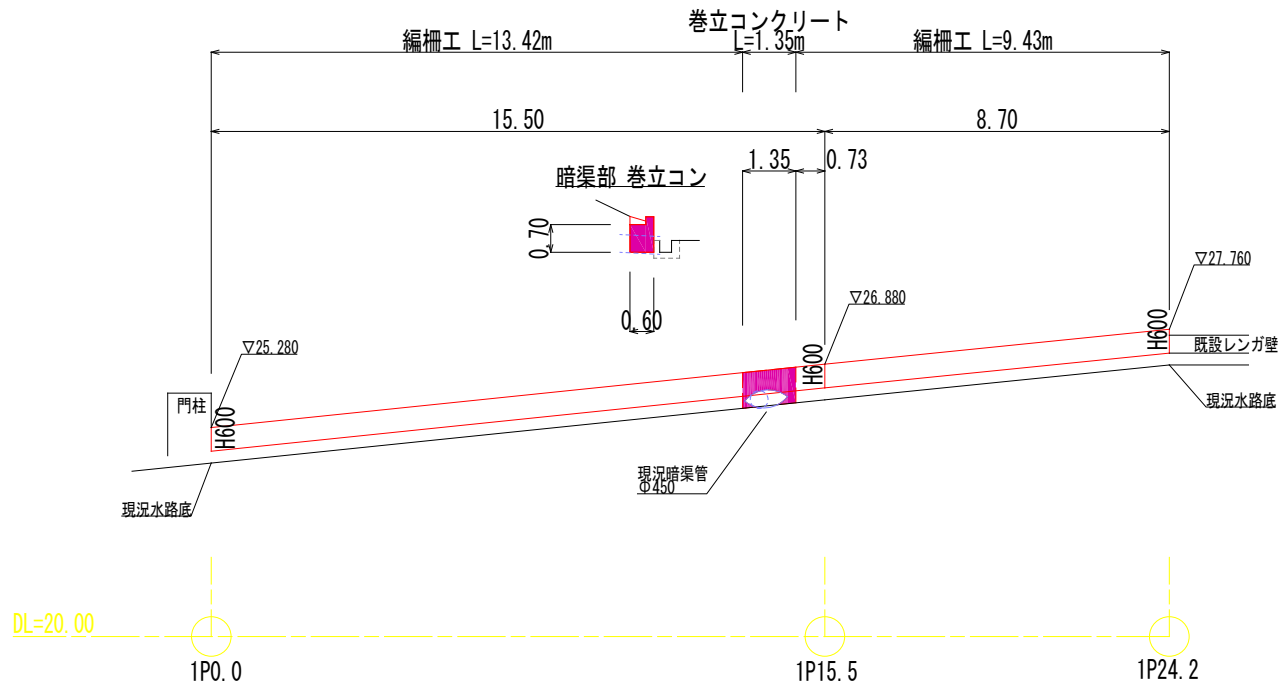 巻立コンクリート
編柵工 L=13.42m
L=1.35m
編柵工 L=9.43m
15.50
8.70
1.35
0.73
暗渠部 巻立コン
0.70
0.60
▽27.760
▽26.880
▽25.280
H600
H600
H600
既設レンガ壁
門柱
現況水路底
現況暗渠管
Φ450
現況水路底
DL=20.00
1P0.0
1P15.5
1P24.2